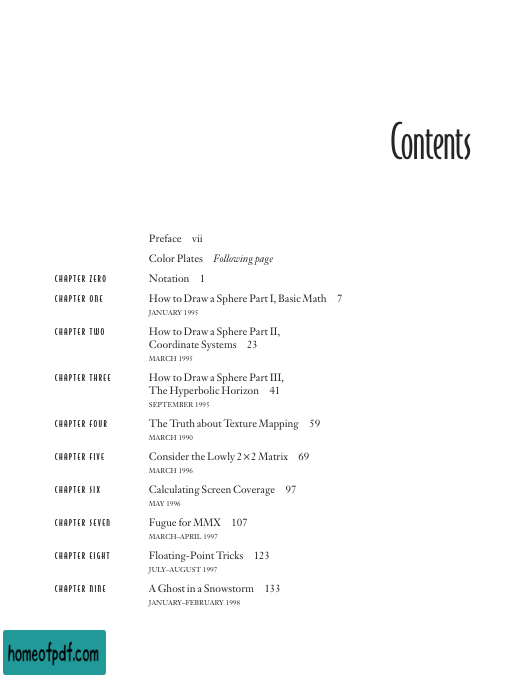 Contents
Preface vii
Color Plates Following page
CHAPTER ZERO Notation 1
CHAPTER ONE How to Draw a Sphere Part I, Basic Math 7
JANUARY 1995
CHAPTER TWO How to Draw a Sphere Part II,
Coordinate Systems 23
MARCH 1995
CHAPTER THREE How to Draw a Sphere Part III,
The Hyperbolic Horizon 41
SEPTEMBER 1995
CHAPTER FOUR The Truth about Texture Mapping 59
MARCH 1990
CHAPTER FIVE Consider the Lowly 2×2 Matrix 69
MARCH 1996
CHAPTER SIX Calculating Screen Coverage 97
MAY 1996
CHAPTER SEVEN Fugue for MMX 107
MARCH–APRIL 1997
CHAPTER EIGHT Floating-Point Tricks 123
JULY–AUGUST 1997
CHAPTER NINE A Ghost in a Snowstorm 133
JANUARY–FEBRUARY 1998
homeofpdf.com